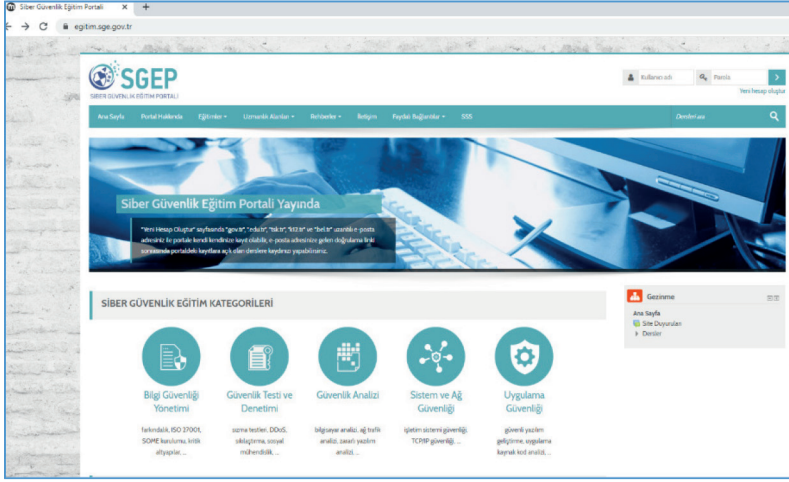 Siber Güvenlik Eğitim Portali
egitim.sge.gov.tr
SGEP
SİBER GÜVENLİK EĞİTİM PORTALI
Kullanıcı adı
Parola
Yeni hesap oluştur
Ana Sayfa Portal Hakkında Eğitimler Uzmanlık Alanları Rehberler İletişim Faydalı Bağlantılar SSS
Dersleri ara
Siber Güvenlik Eğitim Portali Yayında
"Yeni Hesap Oluştur" sayfasında "gov.tr", "edu.tr", "tsk.tr", "k12.tr" ve "bel.tr" uzantılı e-posta
adresiniz ile portale kendi kendinize kayıt olabilir, e-posta adresinize gelen doğrulama linki
sonrasında portaldeki kayıtlara açık olan derslere kaydınızı yapabilirsiniz.
SİBER GÜVENLİK EĞİTİM KATEGORİLERİ
Gezinme
Ana Sayfa
Site Duyuruları
Dersler
Bilgi Güvenliği
Yönetimi
farkındalık, ISO 27001,
SOME kurulumu, kritik
altyapılar, ...
Güvenlik Testi ve
Denetimi
sızma testleri, DDoS,
sıkılaştırma, sosyal
mühendislik, ...
Güvenlik Analizi
bilgisayar analizi, ağ trafik
analizi, zararlı yazılım
analizi, ...
Sistem ve Ağ
Güvenliği
işletim sistemi güvenliği,
TCP/IP güvenliği, ...
Uygulama
Güvenliği
güvenli yazılım
geliştirme, uygulama
kaynak kod analizi, ...